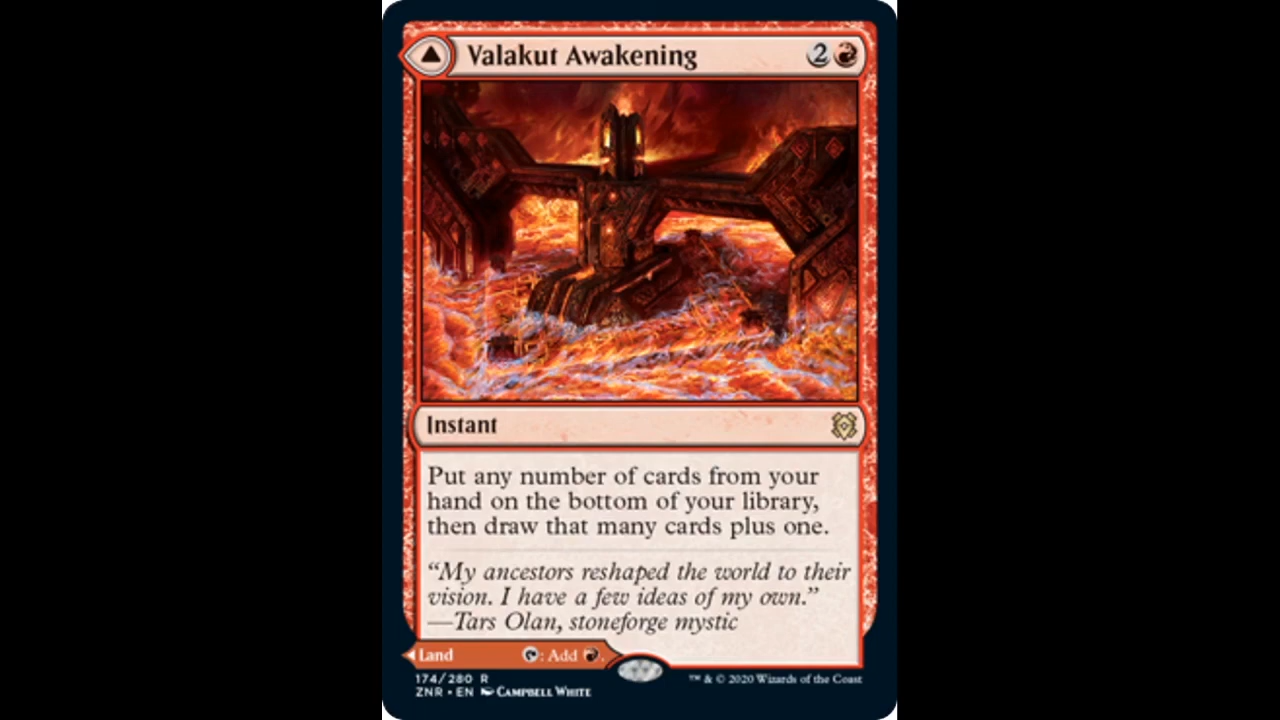 Valakut Awakening 2
Instant
Put any number of cards from your
hand on the bottom of your library,
then draw that many cards plus one.
“My ancestors reshaped the world to their
vision. I have a few ideas of my own.”
—Tars Olan, stoneforge mystic
Land : Add .
174/280 R ™ & © 2020 Wizards of the Coast
ZNR • EN Campbell White